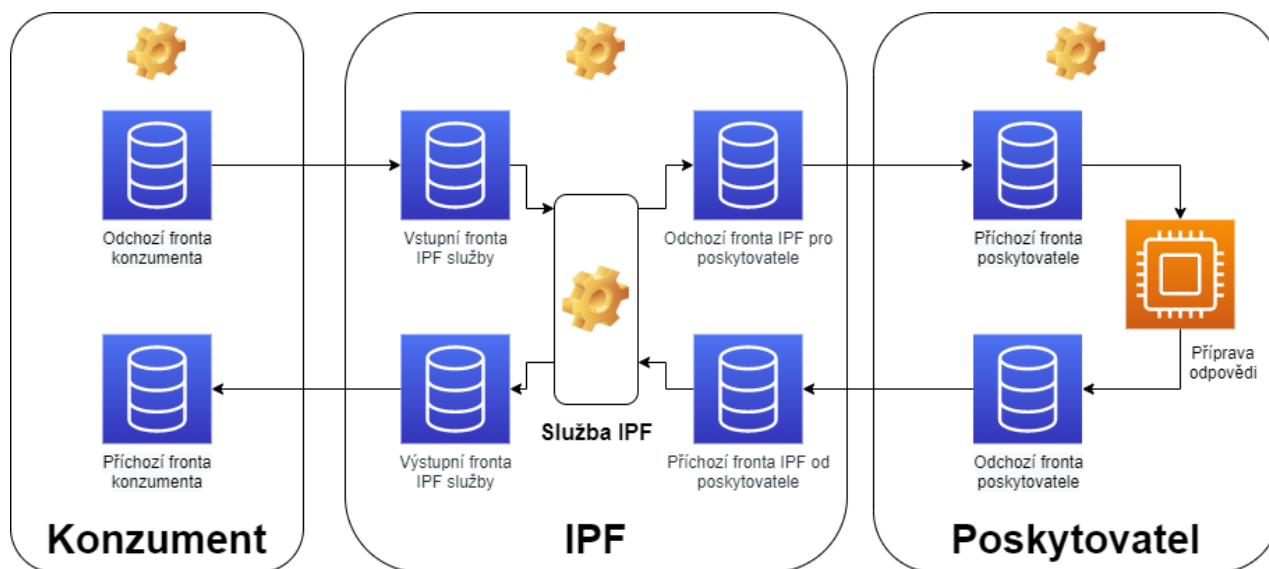 Odchozí fronta
konzumenta
Vstupní fronta
IPF služby
Odchozí fronta IPF pro
poskytovatele
Příchozí fronta
poskytovatele
Příprava
odpovědi
Služba IPF
Příchozí fronta
konzumenta
Výstupní fronta
IPF služby
Příchozí fronta IPF od
poskytovatele
Odchozí fronta
poskytovatele
Konzument
IPF
Poskytovatel